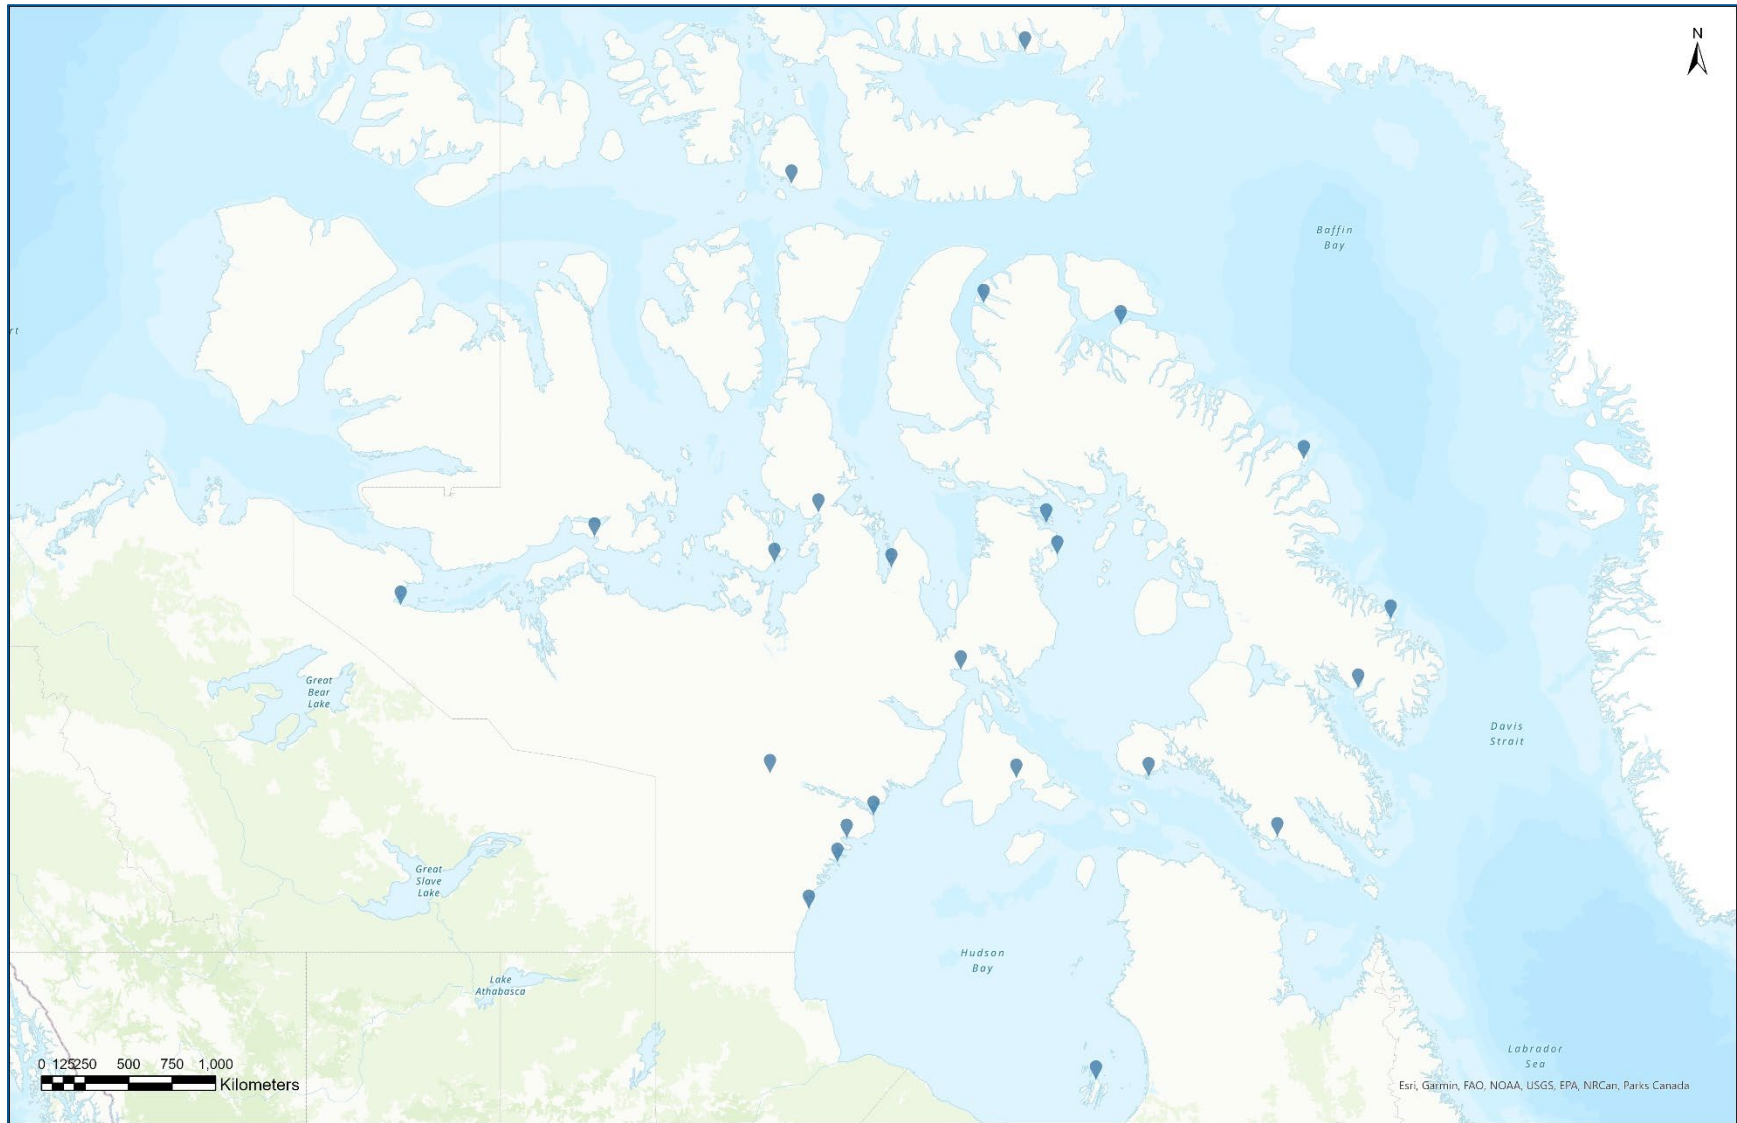 N
Baffin
Bay
rt
Great
Bear
Lake
Davis
Strait
Great
Slave
Lake
Hudson
Bay
Lake
Athabasca
Labrador
Sea
0 125250 500 750 1,000
Kilometers
Esri, Garmin, FAO, NOAA, USGS, EPA, NRCan, Parks Canada